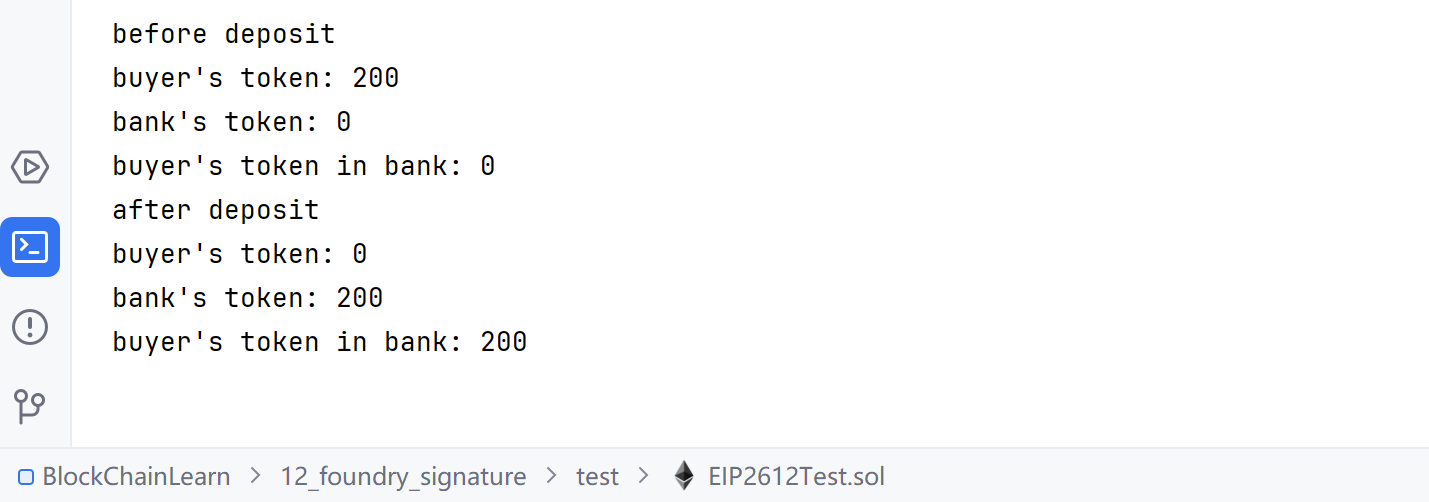 before deposit
buyer's token: 200
bank's token: 0
buyer's token in bank: 0
after deposit
buyer's token: 0
bank's token: 200
buyer's token in bank: 200
BlockChainLearn > 12_foundry_signature > test > EIP2612Test.sol